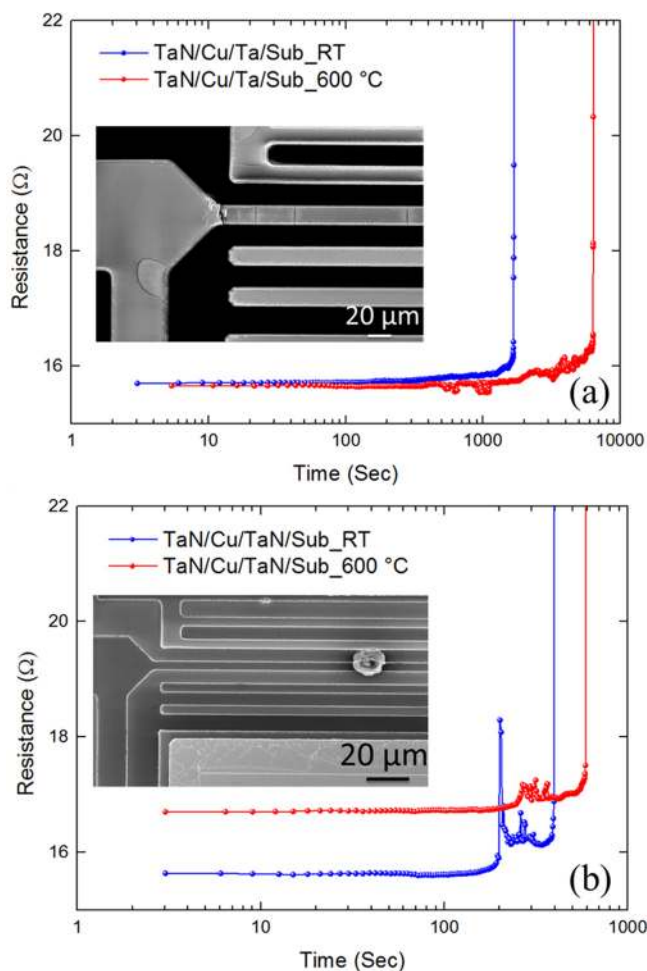 22
TaN/Cu/Ta/Sub_RT
TaN/Cu/Ta/Sub_600 °C
20
Resistance (Ω)
18
20 μm
16
(a)
1 10 100 1000 10000
Time (Sec)
22
TaN/Cu/TaN/Sub_RT
TaN/Cu/TaN/Sub_600 °C
20
Resistance (Ω)
18
20 μm
16
(b)
1 10 100 1000
Time (Sec)